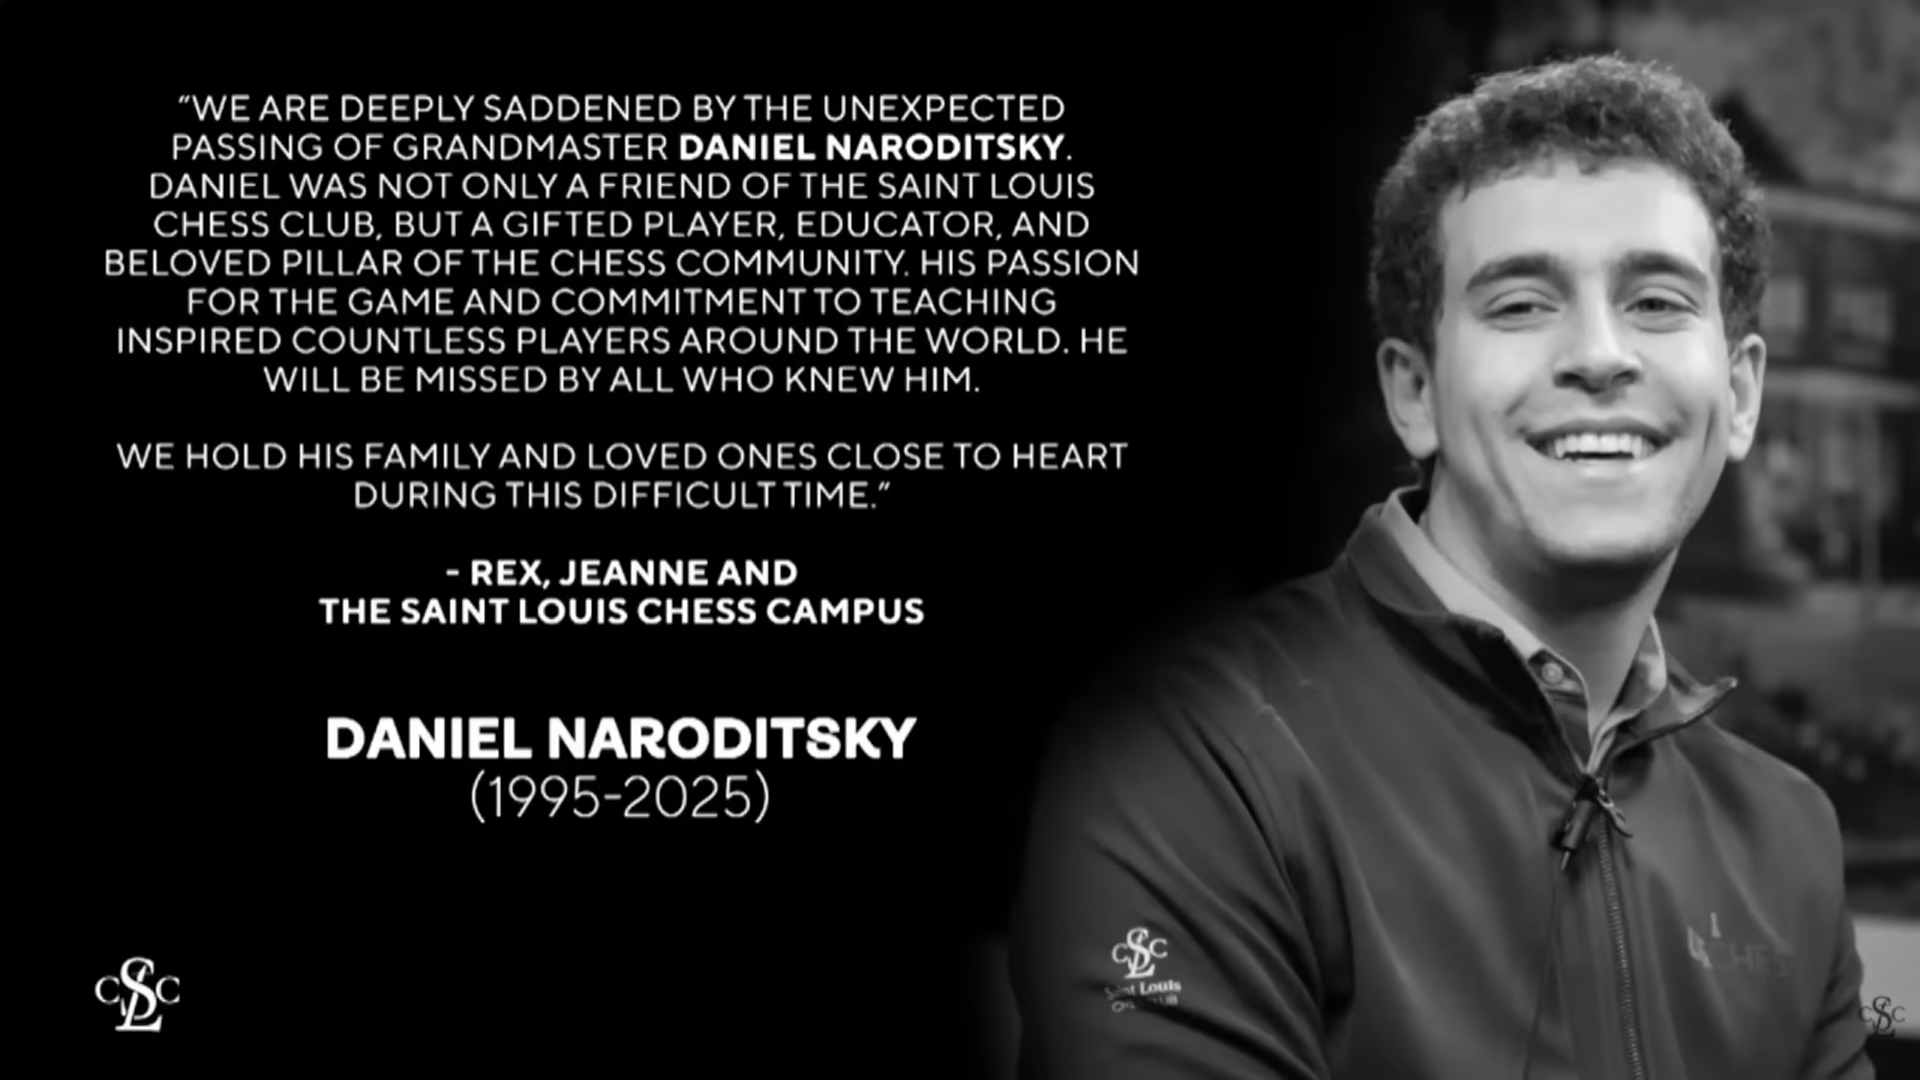 “WE ARE DEEPLY SADDENED BY THE UNEXPECTED
PASSING OF GRANDMASTER DANIEL NARODITSKY.
DANIEL WAS NOT ONLY A FRIEND OF THE SAINT LOUIS
CHESS CLUB, BUT A GIFTED PLAYER, EDUCATOR, AND
BELOVED PILLAR OF THE CHESS COMMUNITY. HIS PASSION
FOR THE GAME AND COMMITMENT TO TEACHING
INSPIRED COUNTLESS PLAYERS AROUND THE WORLD. HE
WILL BE MISSED BY ALL WHO KNEW HIM.
WE HOLD HIS FAMILY AND LOVED ONES CLOSE TO HEART
DURING THIS DIFFICULT TIME.”
- REX, JEANNE AND
THE SAINT LOUIS CHESS CAMPUS
DANIEL NARODITSKY
(1995-2025)
CSLC
CSLC
Saint Louis
CSLC